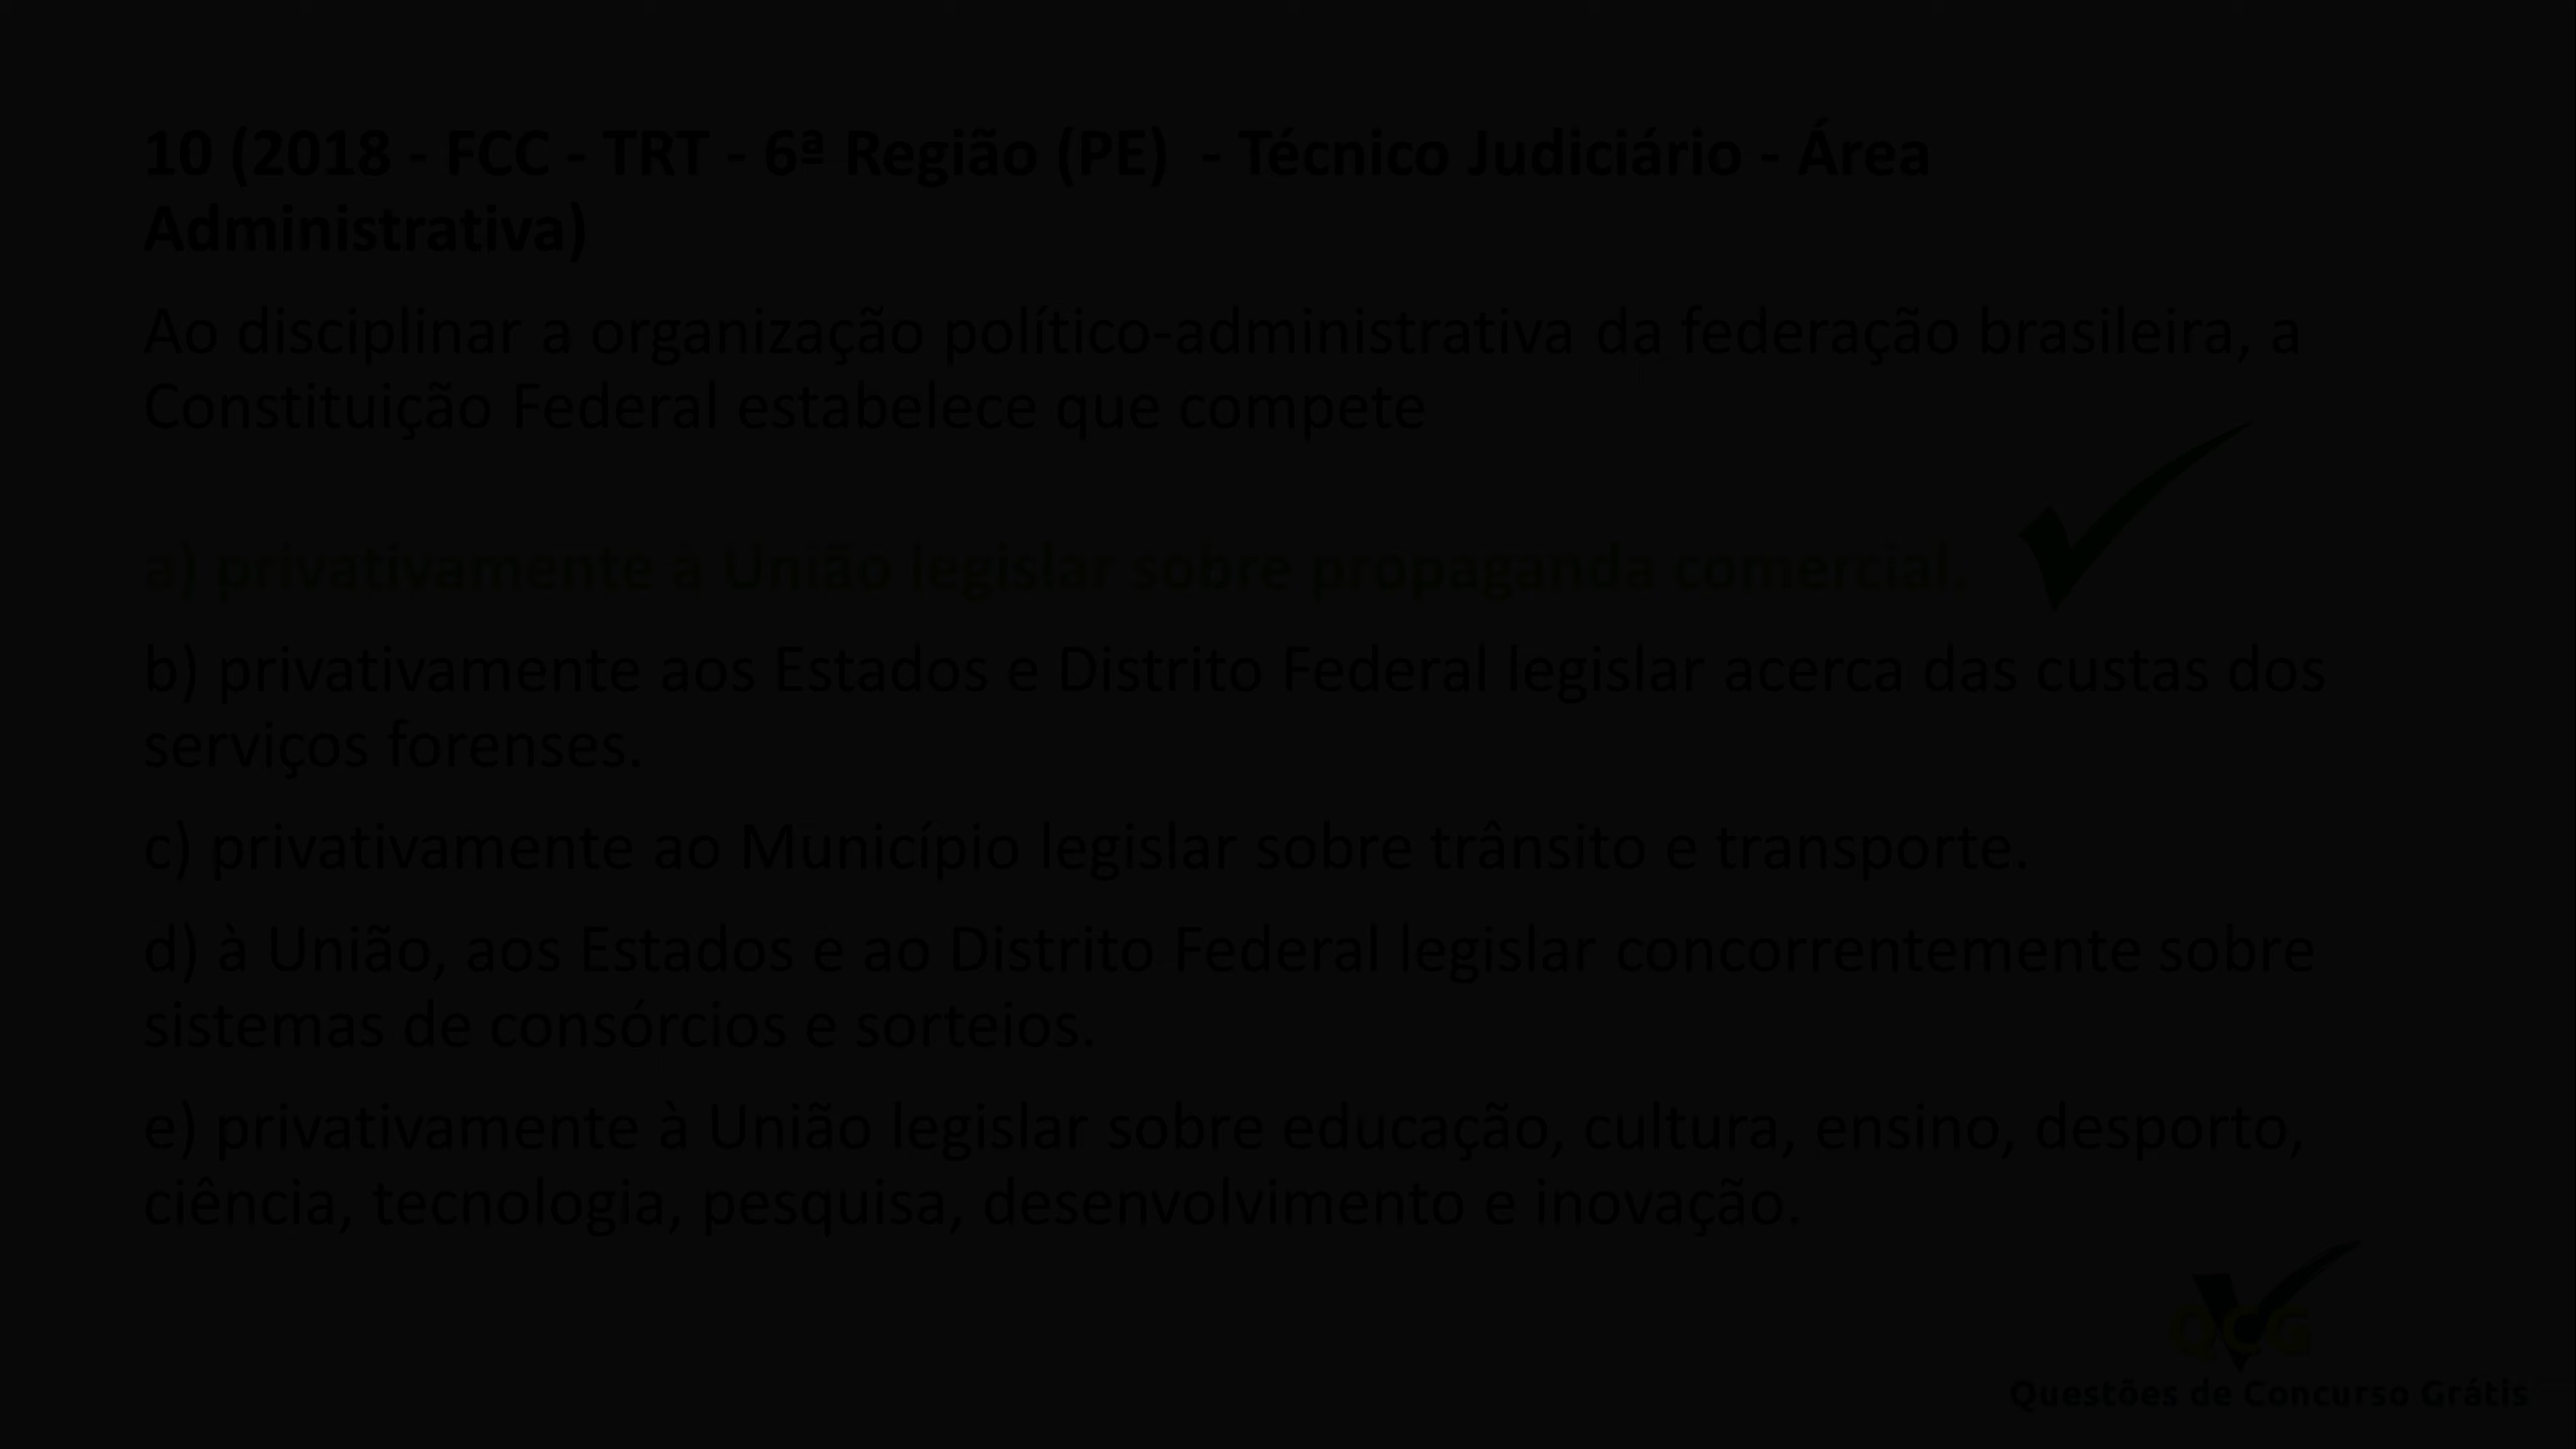 10 (2018 - FCC - TRT - 6ª Região (PE)  - Técnico Judiciário - Área
Administrativa)
Ao disciplinar a organização político-administrativa da federação brasileira, a
Constituição Federal estabelece que compete
a) privativamente à União legislar sobre propaganda comercial.
b) privativamente aos Estados e Distrito Federal legislar acerca das custas dos
serviços forenses.
c) privativamente ao Município legislar sobre trânsito e transporte.
d) à União, aos Estados e ao Distrito Federal legislar concorrentemente sobre
sistemas de consórcios e sorteios.
e) privativamente à União legislar sobre educação, cultura, ensino, desporto,
ciência, tecnologia, pesquisa, desenvolvimento e inovação.
QCG
Questões de Concurso Grátis